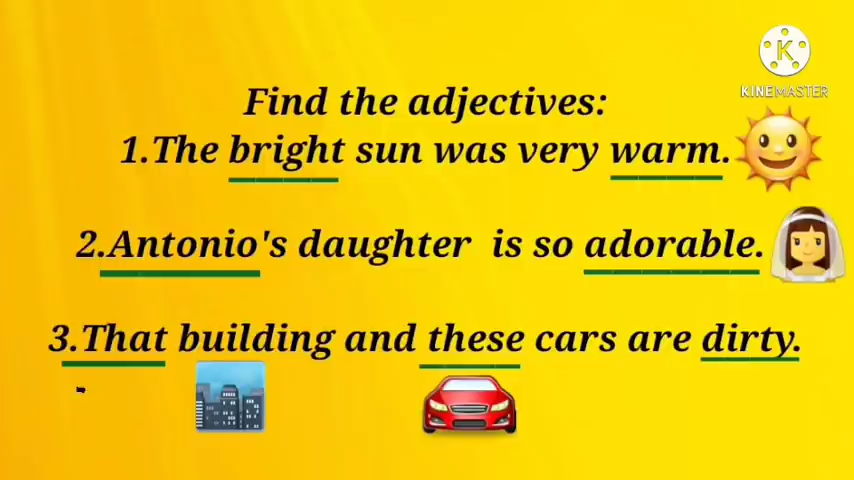 KINEMASTER
Find the adjectives:
1.The bright sun was very warm.
2.Antonio's daughter is so adorable.
3.That building and these cars are dirty.